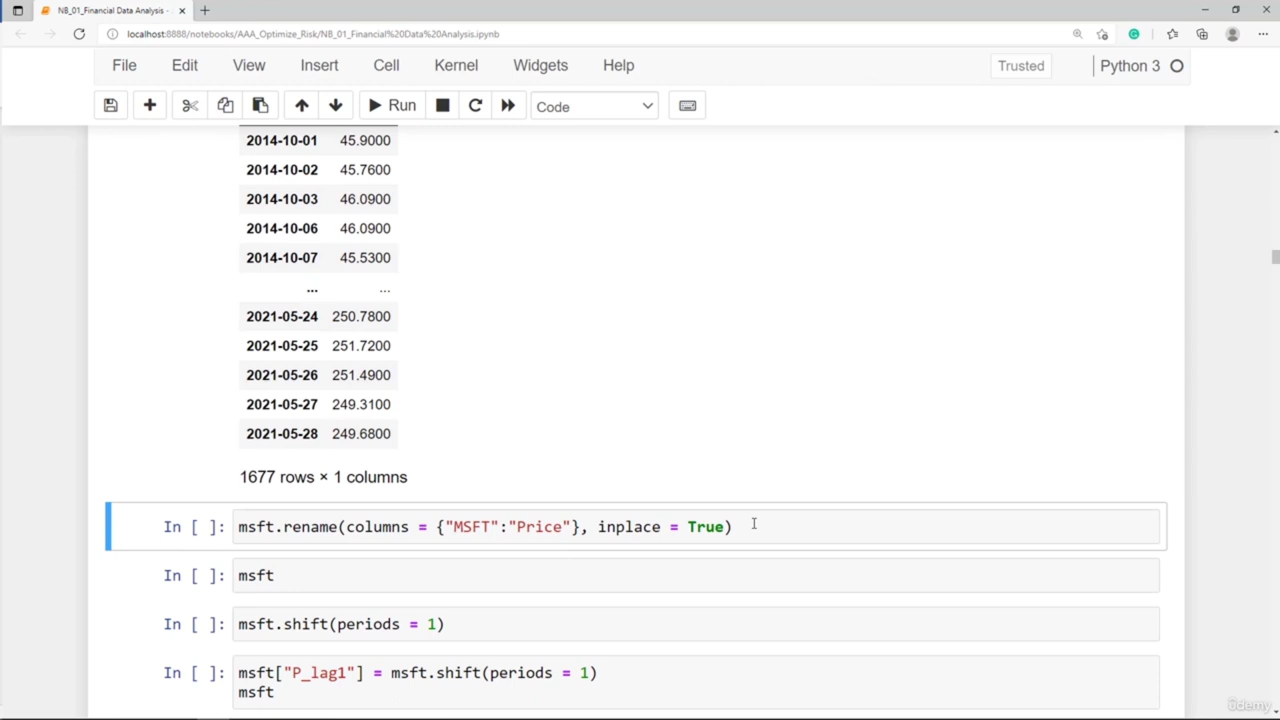 NB_01_Financial Data Analysis -
localhost:8888/notebooks/AAA_Optimize_Risk/NB_01_Financial%20Data%20Analysis.ipynb
File Edit View Insert Cell Kernel Widgets Help Trusted Python 3
Run Code
2014-10-01 45.9000
2014-10-02 45.7600
2014-10-03 46.0900
2014-10-06 46.0900
2014-10-07 45.5300
... ...
2021-05-24 250.7800
2021-05-25 251.7200
2021-05-26 251.4900
2021-05-27 249.3100
2021-05-28 249.6800
1677 rows × 1 columns
In [ ]: msft.rename(columns = {"MSFT":"Price"}, inplace = True)
In [ ]: msft
In [ ]: msft.shift(periods = 1)
In [ ]: msft["P_lag1"] = msft.shift(periods = 1)
msft
ûdemy